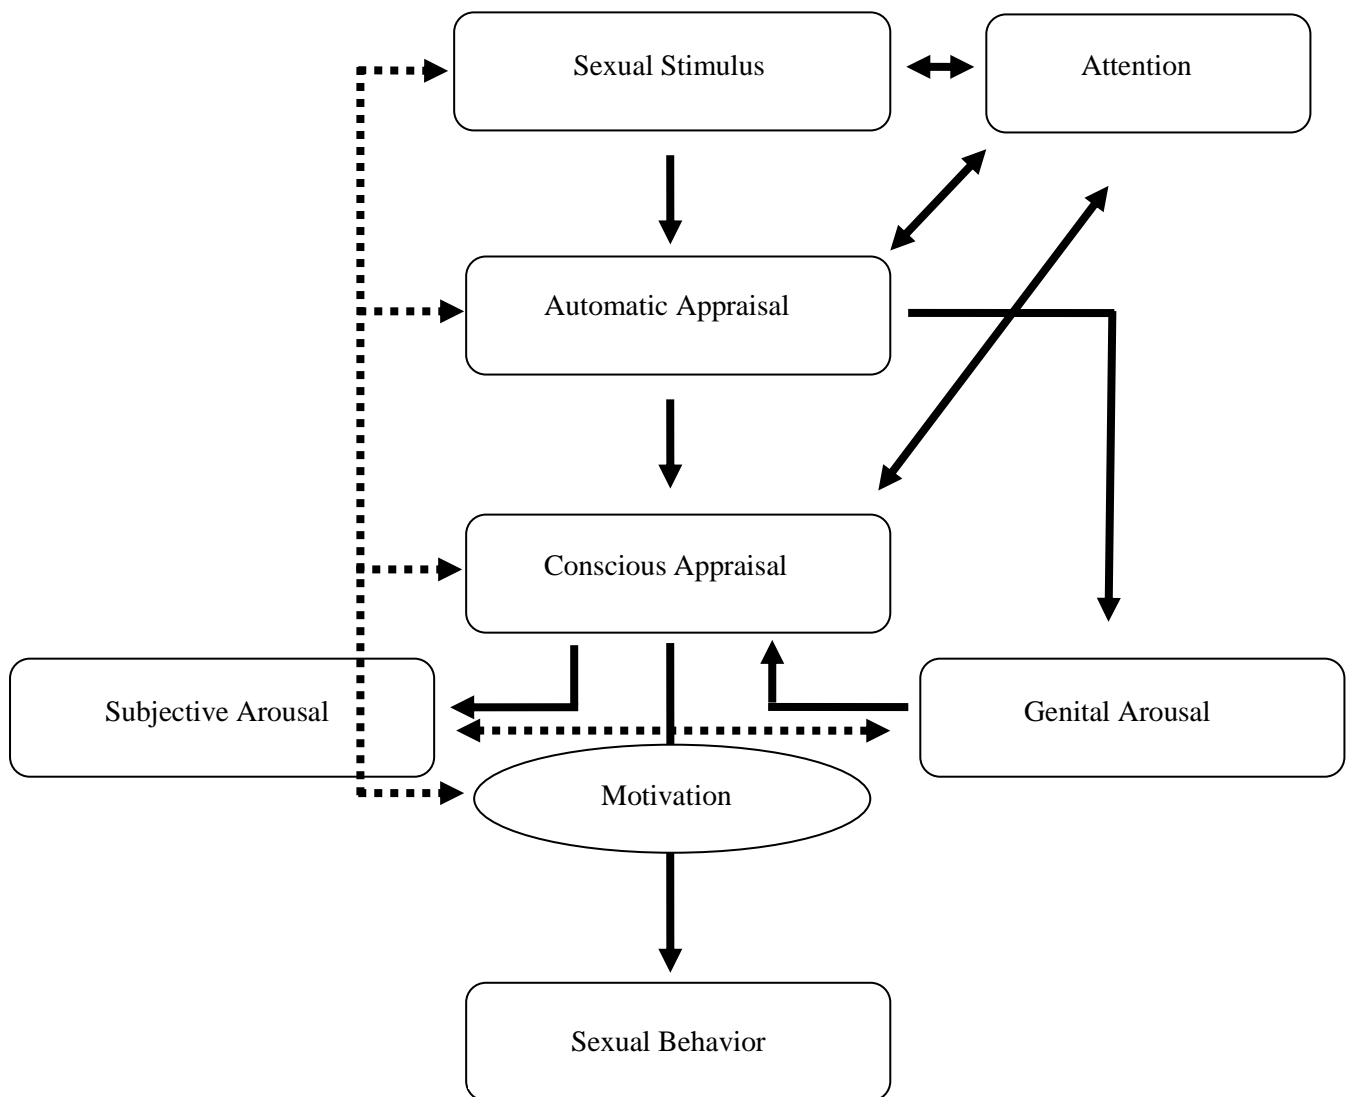 Sexual Stimulus
Attention
Automatic Appraisal
Conscious Appraisal
Subjective Arousal
Genital Arousal
Motivation
Sexual Behavior